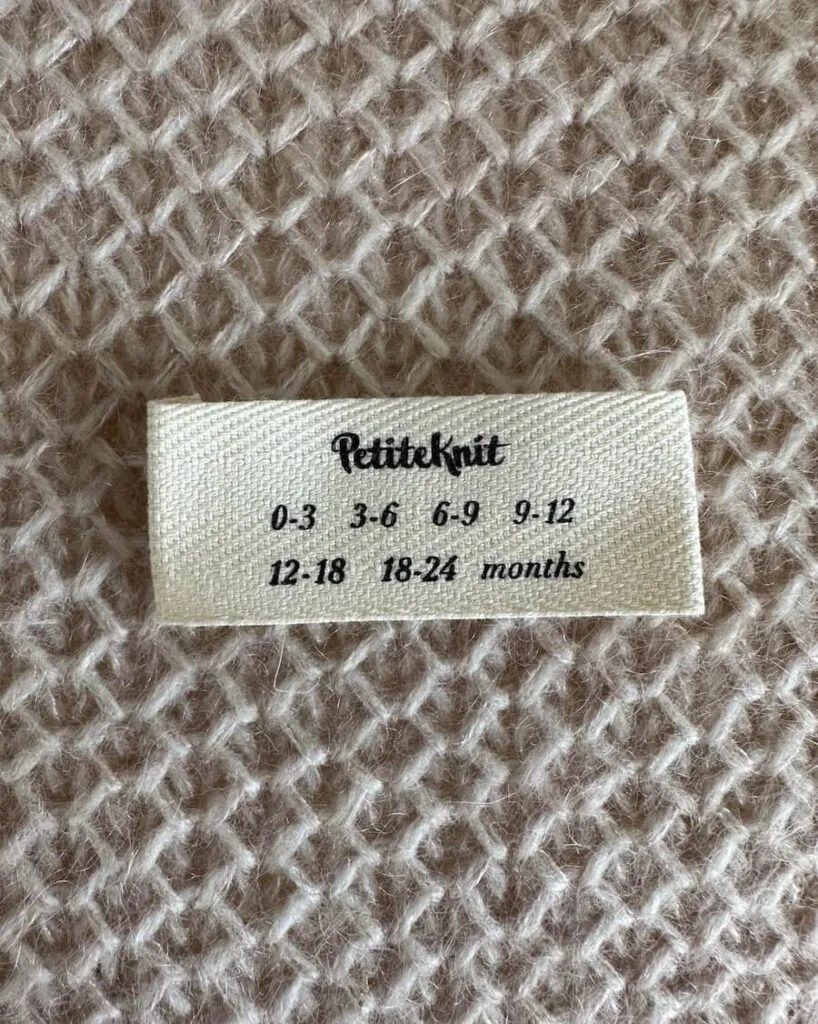 PetiteKnit
0-3 3-6 6-9 9-12
12-18 18-24 months